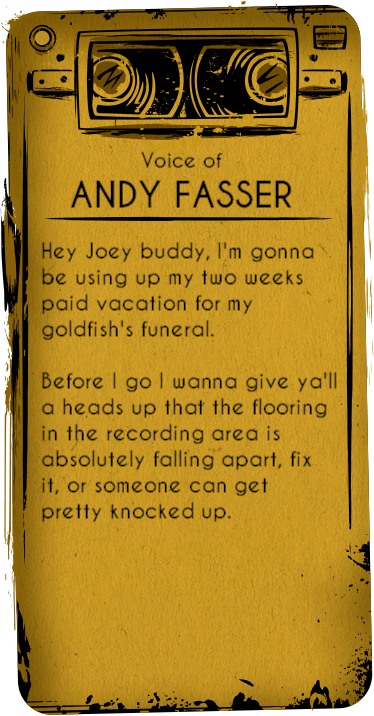 Voice of
ANDY FASSER
Hey Joey buddy, I'm gonna
be using up my two weeks
paid vacation for my
goldfish's funeral.
Before I go I wanna give ya'll
a heads up that the flooring
in the recording area is
absolutely falling apart, fix
it, or someone can get
pretty knocked up.